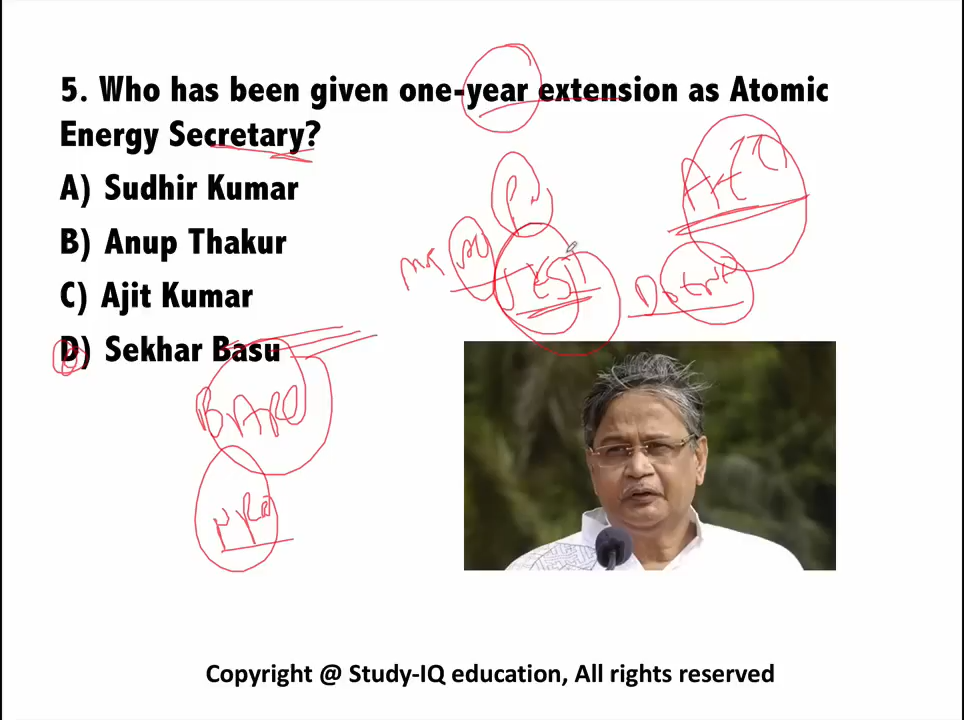 5. Who has been given one-year extension as Atomic
Energy Secretary?
A) Sudhir Kumar
B) Anup Thakur
C) Ajit Kumar
D) Sekhar Basu
BARC
Copyright @ Study-IQ education, All rights reserved